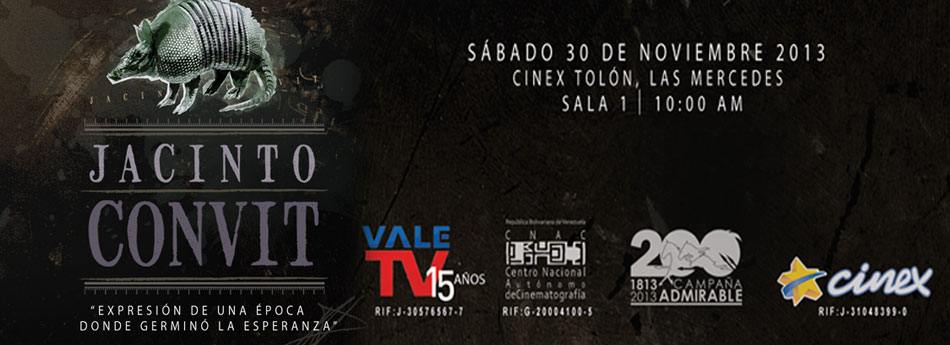 JACINTO
CONVIT
“EXPRESIÓN DE UNA ÉPOCA
DONDE GERMINÓ LA ESPERANZA”
SÁBADO 30 DE NOVIEMBRE 2013
CINEX TOLÓN, LAS MERCEDES
SALA 1 | 10:00 AM
VALE
TV 15 AÑOS
RIF:J-30576567-7
República Bolivariana de Venezuela
CNAC
Centro Nacional
Autónomo
deCinematografía
RIF:G-20004100-5
200
1813 CAMPAÑA
2013 ADMIRABLE
cinex
RIF:J-31048399-0